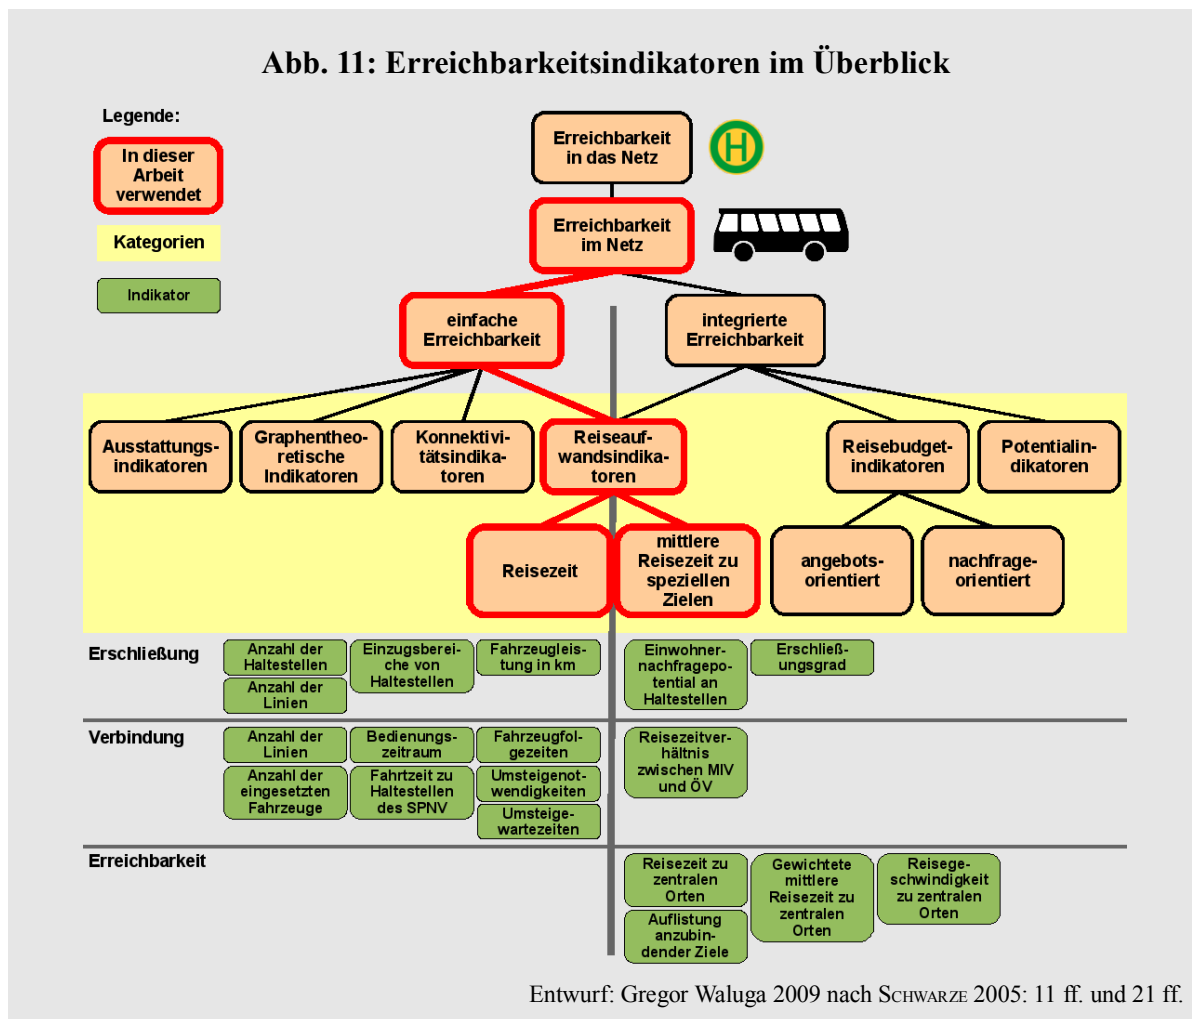 Abb. 11: Erreichbarkeitsindikatoren im Überblick
Legende:
In dieser
Arbeit
verwendet
Kategorien
Indikator
Erreichbarkeit
in das Netz
H
Erreichbarkeit
im Netz
einfache
Erreichbarkeit
integrierte
Erreichbarkeit
Ausstattungs-
indikatoren
Graphentheo-
retische
Indikatoren
Konnektivi-
tätsindika-
toren
Reiseauf-
wandsindika-
toren
Reisebudget-
indikatoren
Potentialin-
dikatoren
Reisezeit
mittlere
Reisezeit zu
speziellen
Zielen
angebots-
orientiert
nachfrage-
orientiert
Erschließung
Anzahl der
Haltestellen
Anzahl der
Linien
Einzugsberei-
che von
Haltestellen
Fahrzeugleis-
tung in km
Einwohner-
nachfragepo-
tential an
Haltestellen
Erschließ-
ungsgrad
Verbindung
Anzahl der
Linien
Anzahl der
eingesetzten
Fahrzeuge
Bedienungs-
zeitraum
Fahrtzeit zu
Haltestellen
des SPNV
Fahrzeugfol-
gezeiten
Umsteigenot-
wendigkeiten
Umsteige-
wartezeiten
Reisezeitver-
hältnis
zwischen MIV
und ÖV
Erreichbarkeit
Reisezeit zu
zentralen
Orten
Auflistung
anzubin-
dender Ziele
Gewichtete
mittlere
Reisezeit zu
zentralen
Orten
Reisege-
schwindigkeit
zu zentralen
Orten
Entwurf: Gregor Waluga 2009 nach SCHWARZE 2005: 11 ff. und 21 ff.